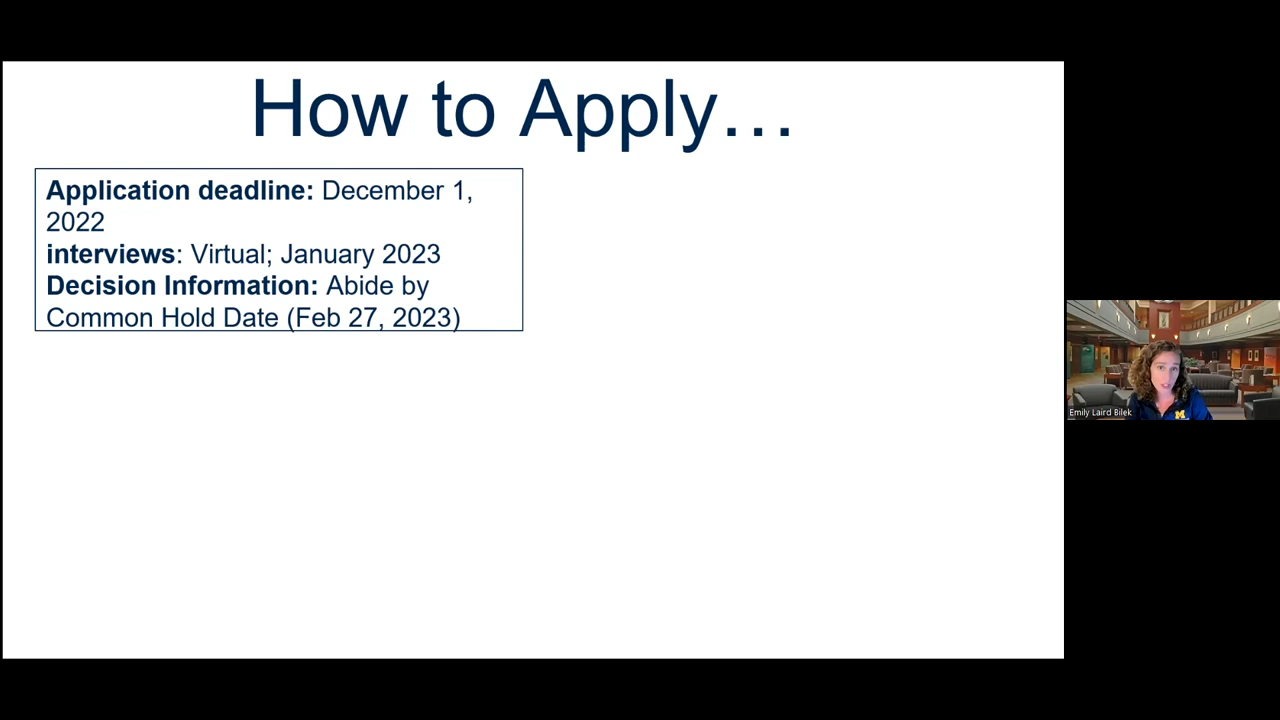 How to Apply…
Application deadline: December 1,
2022
interviews: Virtual; January 2023
Decision Information: Abide by
Common Hold Date (Feb 27, 2023)
Emily Laird Bilek
M